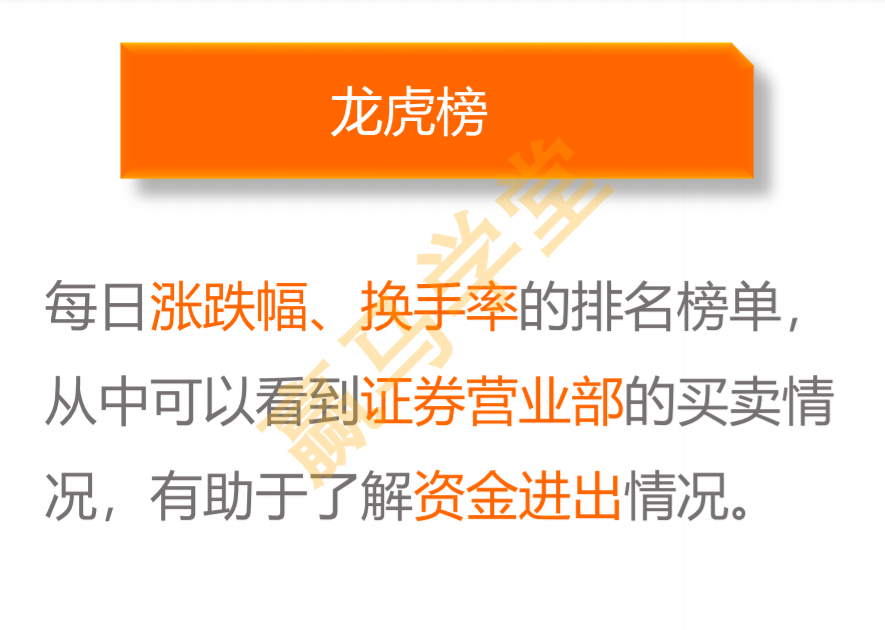 龙虎榜
每日涨跌幅、换手率的排名榜单，
从中可以看到证券营业部的买卖情
况，有助于了解资金进出情况。
赢马学堂